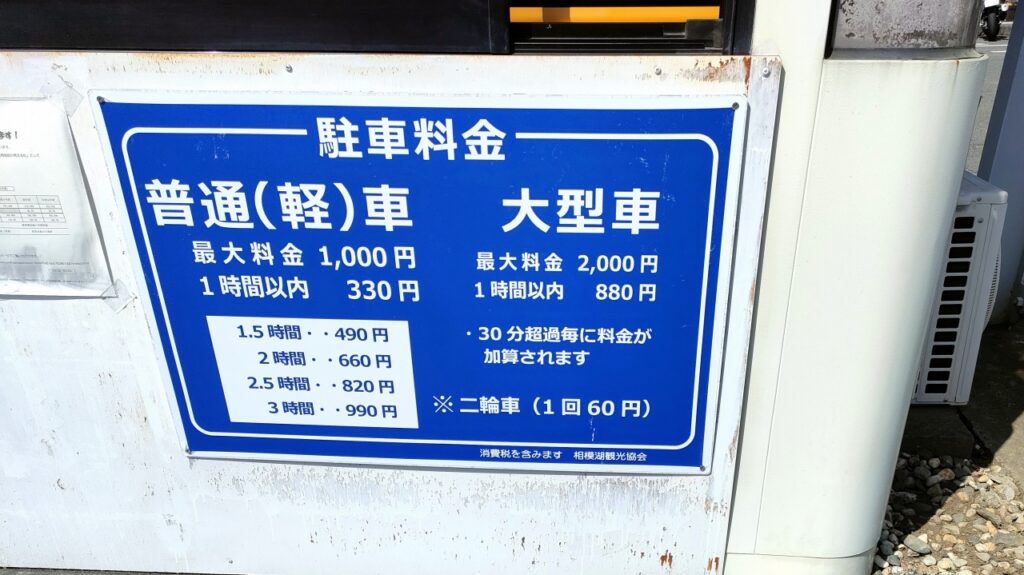 駐車料金
普通(軽)車
最大料金 1,000円
1時間以内 330円
1.5時間・・490円
2時間・・660円
2.5時間・・820円
3時間・・990円
大型車
最大料金 2,000円
1時間以内 880円
・30分超過毎に料金が
加算されます
※二輪車(1回60円)
消費税を含みます 相模湖観光協会